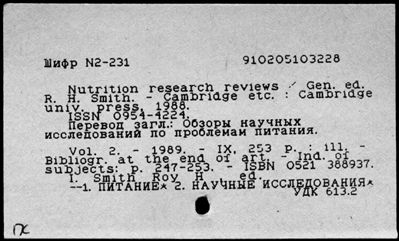 Шифр N2-231 910205103228
Nutrition research reviews / Gen. ed.
R. H. Smith. - Cambridge etc. : Cambridge
univ. press, 1988.
ISSN 0954-4224.
Перевод загл.: Обзоры научных
исследований по проблемам питания.
Vol. 2. - 1989. - IX, 253 p. : ill. -
Bibliogr. at the end of art. - Ind. of
subjects: p. 247-253. - ISBN 0521 388937.
I. Smith Roy H , ed.
--1. ПИТАНИЕ* 2. НАУЧНЫЕ ИССЛЕДОВАНИЯ*
УДК 613.2